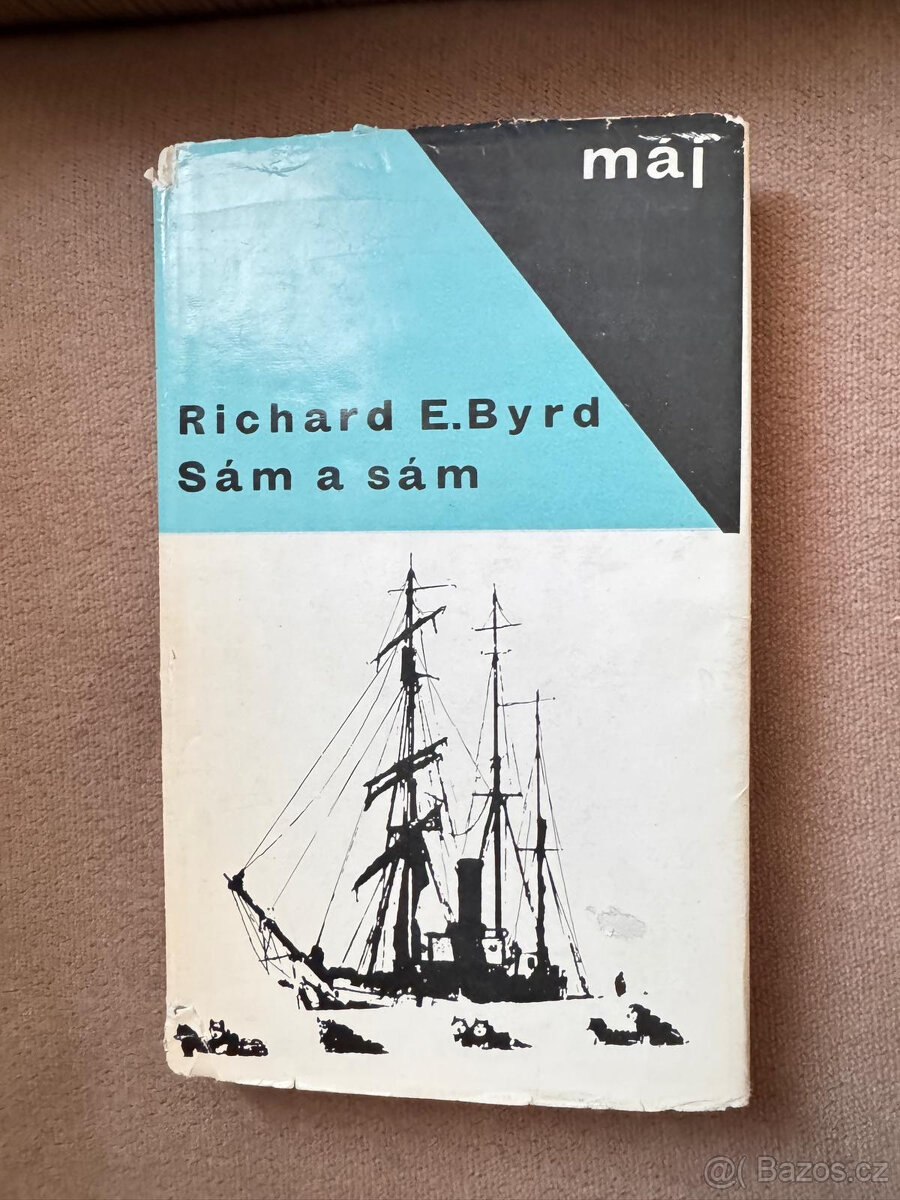 máj
Richard E.Byrd
Sám a sám
@( Bazos.cz